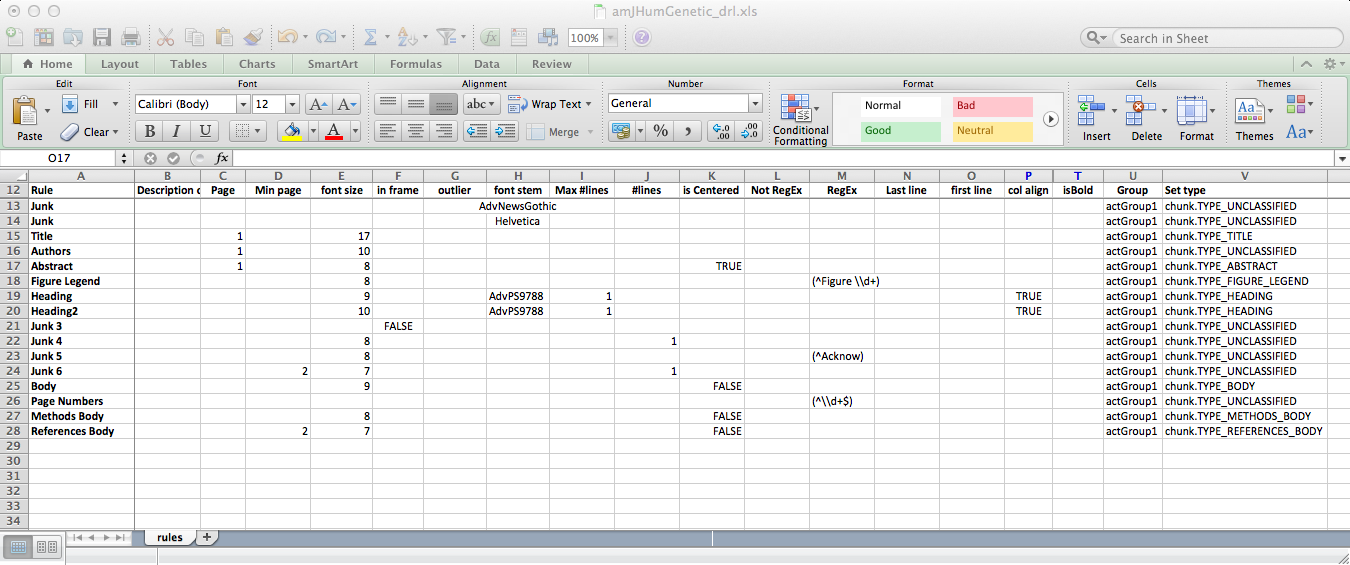 amJHumGenetic_drl.xls
100%
Search in Sheet
Home Layout Tables Charts SmartArt Formulas Data Review
Edit Font Alignment Number Format Cells Themes
Paste Fill Clear Calibri (Body) 12 A A abc Wrap Text General Normal Bad
B I U A Merge % , .0 .00 .00 .0 Conditional Formatting Good Neutral Insert Delete Format Aa Themes Aa
O17 fx
A B C D E F G H I J K L M N O P T U V
12 Rule Description o Page Min page font size in frame outlier font stem Max #lines #lines is Centered Not RegEx RegEx Last line first line col align isBold Group Set type
13 Junk AdvNewsGothic actGroup1 chunk.TYPE_UNCLASSIFIED
14 Junk Helvetica actGroup1 chunk.TYPE_UNCLASSIFIED
15 Title 1 17 actGroup1 chunk.TYPE_TITLE
16 Authors 1 10 actGroup1 chunk.TYPE_UNCLASSIFIED
17 Abstract 1 8 TRUE actGroup1 chunk.TYPE_ABSTRACT
18 Figure Legend 8 (^Figure \\d+) actGroup1 chunk.TYPE_FIGURE_LEGEND
19 Heading 9 AdvPS9788 1 TRUE actGroup1 chunk.TYPE_HEADING
20 Heading2 10 AdvPS9788 1 TRUE actGroup1 chunk.TYPE_HEADING
21 Junk 3 FALSE actGroup1 chunk.TYPE_UNCLASSIFIED
22 Junk 4 8 1 actGroup1 chunk.TYPE_UNCLASSIFIED
23 Junk 5 8 (^Acknow) actGroup1 chunk.TYPE_UNCLASSIFIED
24 Junk 6 2 7 1 actGroup1 chunk.TYPE_UNCLASSIFIED
25 Body 9 FALSE actGroup1 chunk.TYPE_BODY
26 Page Numbers (^\\d+$) actGroup1 chunk.TYPE_UNCLASSIFIED
27 Methods Body 8 FALSE actGroup1 chunk.TYPE_METHODS_BODY
28 References Body 2 7 FALSE actGroup1 chunk.TYPE_REFERENCES_BODY
29
30
31
32
33
34
rules +